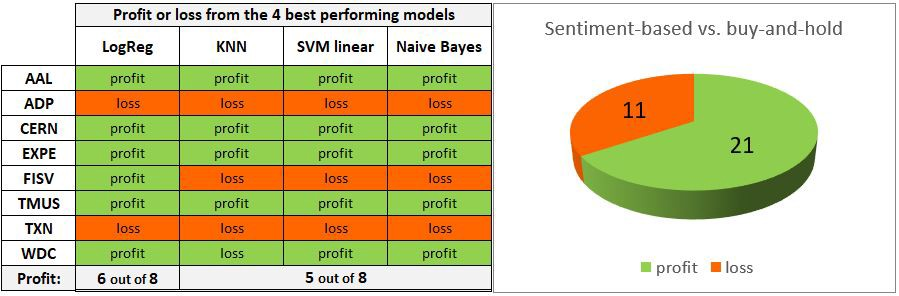 Profit or loss from the 4 best performing models
LogReg KNN SVM linear Naive Bayes
AAL profit profit profit profit
ADP loss loss loss loss
CERN profit profit profit profit
EXPE profit profit profit profit
FISV profit loss loss loss
TMUS profit profit profit profit
TXN loss loss loss loss
WDC profit loss profit profit
Profit: 6 out of 8 5 out of 8
Sentiment-based vs. buy-and-hold
11
21
profit loss